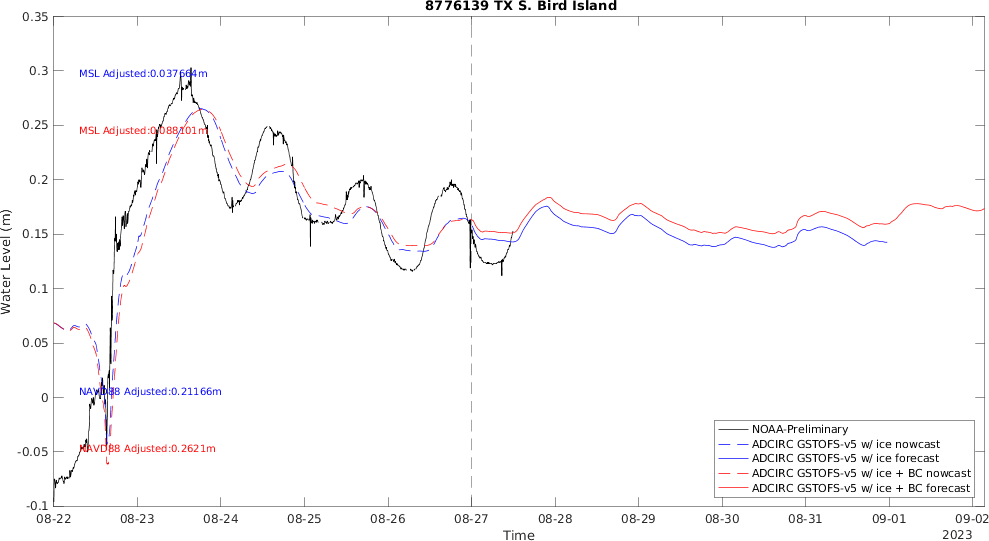 8776139 TX S. Bird Island
0.35
0.3
0.25
0.2
0.15
0.1
0.05
0
-0.05
-0.1
Water Level (m)
MSL Adjusted:0.037664m
MSL Adjusted:0.088101m
NAVD88 Adjusted:0.21166m
NAVD88 Adjusted:0.2621m
NOAA-Preliminary
ADCIRC GSTOFS-v5 w/ ice nowcast
ADCIRC GSTOFS-v5 w/ ice forecast
ADCIRC GSTOFS-v5 w/ ice + BC nowcast
ADCIRC GSTOFS-v5 w/ ice + BC forecast
08-22 08-23 08-24 08-25 08-26 08-27 08-28 08-29 08-30 08-31 09-01 09-02
Time
2023